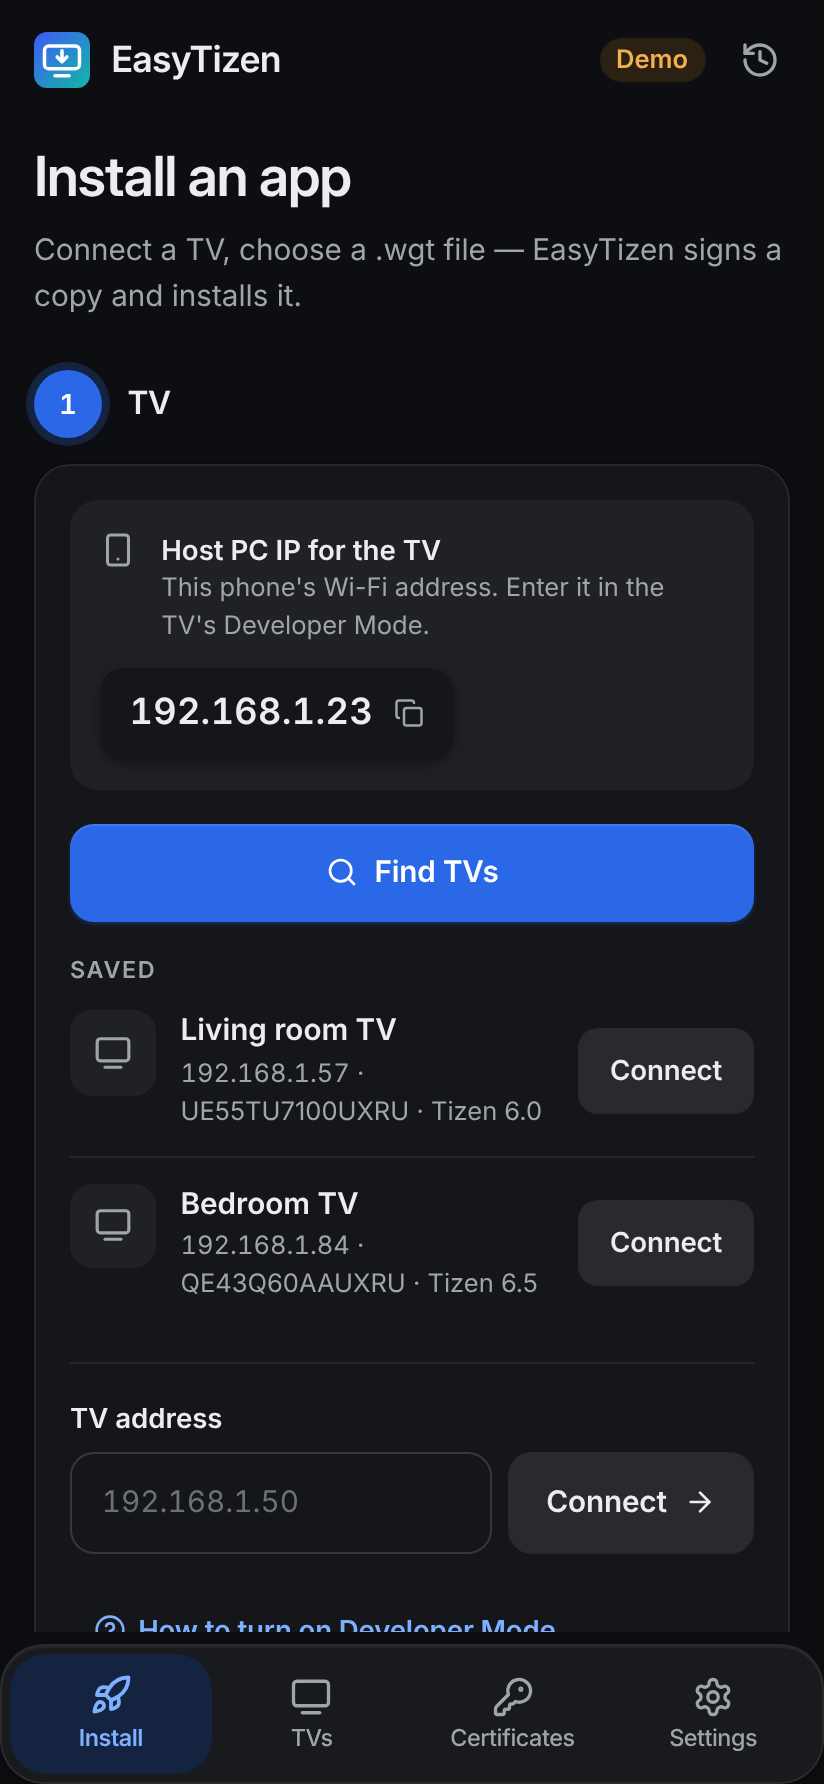 EasyTizen
Demo
Install an app
Connect a TV, choose a .wgt file — EasyTizen signs a
copy and installs it.
1
TV
Host PC IP for the TV
This phone's Wi-Fi address. Enter it in the
TV's Developer Mode.
192.168.1.23
Find TVs
SAVED
Living room TV
192.168.1.57 ·
UE55TU7100UXRU · Tizen 6.0
Connect
Bedroom TV
192.168.1.84 ·
QE43Q60AAUXRU · Tizen 6.5
Connect
TV address
192.168.1.50
Connect
How to turn on Developer Mode
Install
TVs
Certificates
Settings